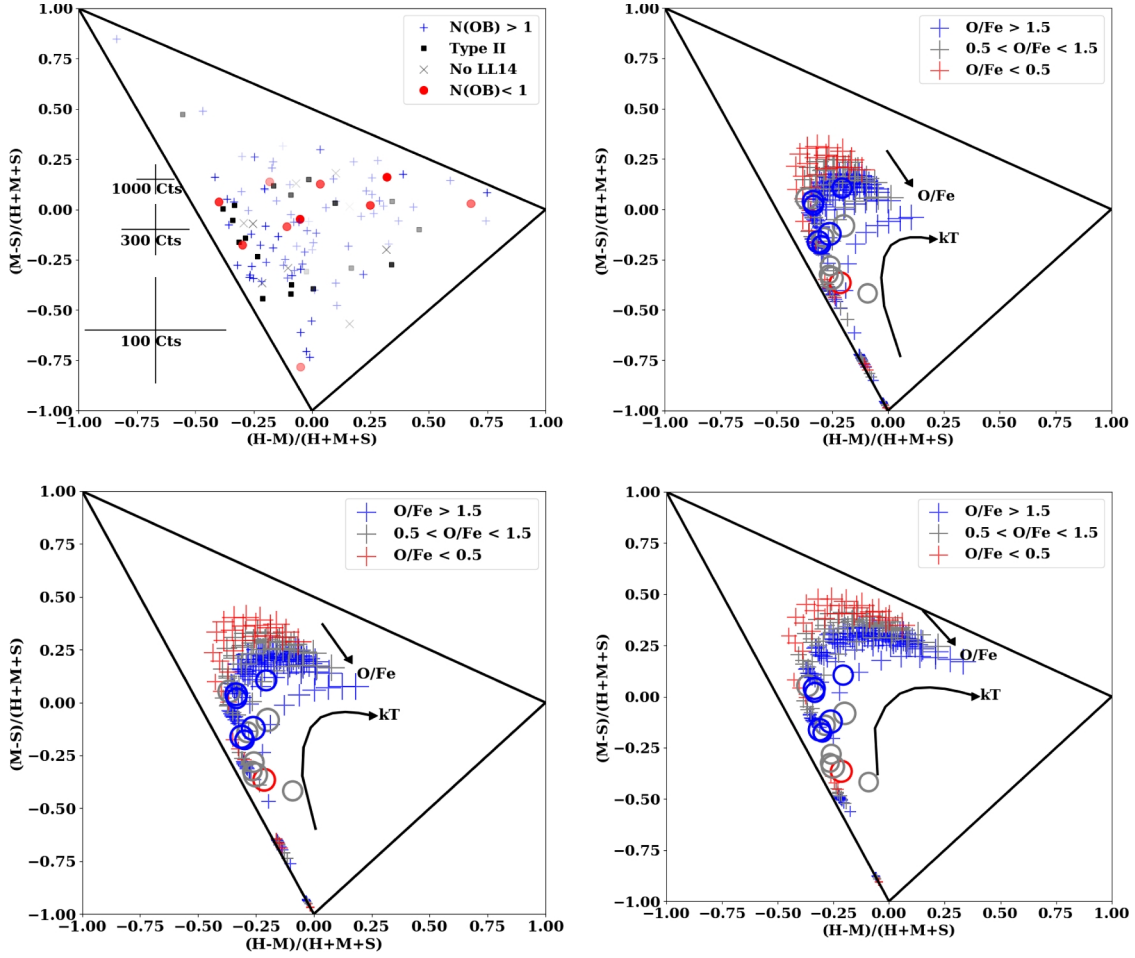 1.00
0.75
0.50
0.25
0.00
−0.25
−0.50
−0.75
−1.00
(M-S)/(H+M+S)
N(OB) > 1
Type II
No LL14
N(OB)< 1
1000 Cts
300 Cts
100 Cts
−1.00 −0.75 −0.50 −0.25 0.00 0.25 0.50 0.75 1.00
(H-M)/(H+M+S)
1.00
0.75
0.50
0.25
0.00
−0.25
−0.50
−0.75
−1.00
(M-S)/(H+M+S)
O/Fe > 1.5
0.5 < O/Fe < 1.5
O/Fe < 0.5
O/Fe
kT
−1.00 −0.75 −0.50 −0.25 0.00 0.25 0.50 0.75 1.00
(H-M)/(H+M+S)
1.00
0.75
0.50
0.25
0.00
−0.25
−0.50
−0.75
−1.00
(M-S)/(H+M+S)
O/Fe > 1.5
0.5 < O/Fe < 1.5
O/Fe < 0.5
O/Fe
kT
−1.00 −0.75 −0.50 −0.25 0.00 0.25 0.50 0.75 1.00
(H-M)/(H+M+S)
1.00
0.75
0.50
0.25
0.00
−0.25
−0.50
−0.75
−1.00
(M-S)/(H+M+S)
O/Fe > 1.5
0.5 < O/Fe < 1.5
O/Fe < 0.5
O/Fe
kT
−1.00 −0.75 −0.50 −0.25 0.00 0.25 0.50 0.75 1.00
(H-M)/(H+M+S)